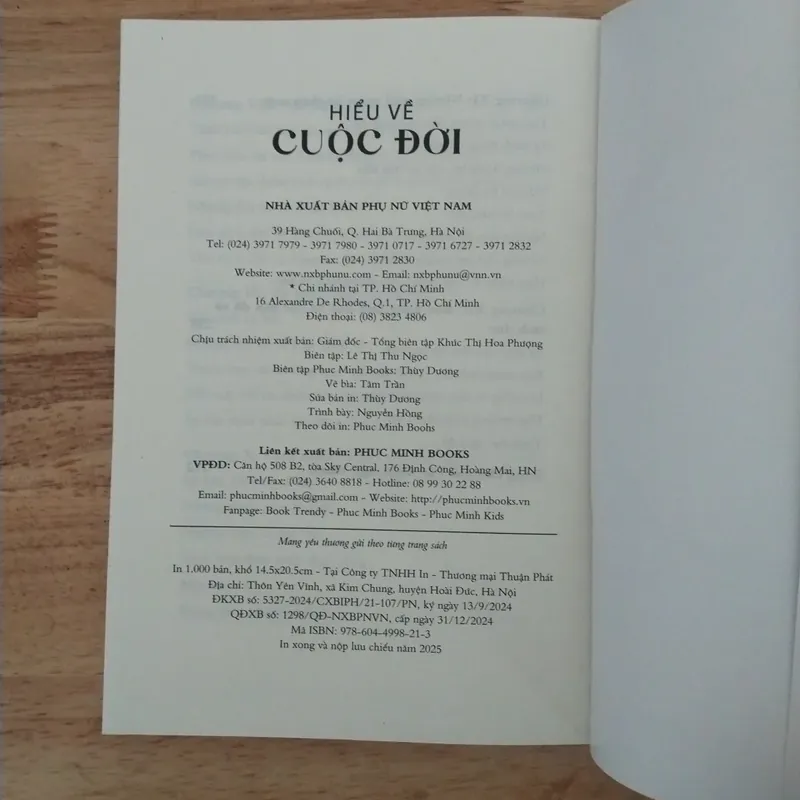 HIỂU VỀ
CUỘC ĐỜI
NHÀ XUẤT BẢN PHỤ NỮ VIỆT NAM
39 Hàng Chuối, Q. Hai Bà Trưng, Hà Nội
Tel: (024) 3971 7979 - 3971 7980 - 3971 0717 - 3971 6727 - 3971 2832
Fax: (024) 3971 2830
Website: www.nxbphunu.com - Email: nxbphunu@vnn.vn
* Chi nhánh tại TP. Hồ Chí Minh
16 Alexandre De Rhodes, Q.1, TP. Hồ Chí Minh
Điện thoại: (08) 3823 4806
Chịu trách nhiệm xuất bản: Giám đốc - Tổng biên tập Khúc Thị Hoa Phượng
Biên tập: Lê Thị Thu Ngọc
Biên tập Phuc Minh Books: Thùy Dương
Vẽ bìa: Tâm Trần
Sửa bản in: Thùy Dương
Trình bày: Nguyễn Hồng
Theo dõi in: Phuc Minh Boohs
Liên kết xuất bản: PHUC MINH BOOKS
VPĐD: Căn hộ 508 B2, tòa Sky Central, 176 Định Công, Hoàng Mai, HN
Tel/Fax: (024) 3640 8818 - Hotline: 08 99 30 22 88
Email: phucminhbooks@gmail.com - Website: http://phucminhbooks.vn
Fanpage: Book Trendy - Phuc Minh Books - Phuc Minh Kids
Mang yêu thương gửi theo từng trang sách
In 1.000 bản, khổ 14.5x20.5cm - Tại Công ty TNHH In - Thương mại Thuận Phát
Địa chỉ: Thôn Yên Vĩnh, xã Kim Chung, huyện Hoài Đức, Hà Nội
ĐKXB số: 5327-2024/CXBIPH/21-107/PN, ký ngày 13/9/2024
QĐXB số: 1298/QĐ-NXBPNVN, cấp ngày 31/12/2024
Mã ISBN: 978-604-4998-21-3
In xong và nộp lưu chiểu năm 2025